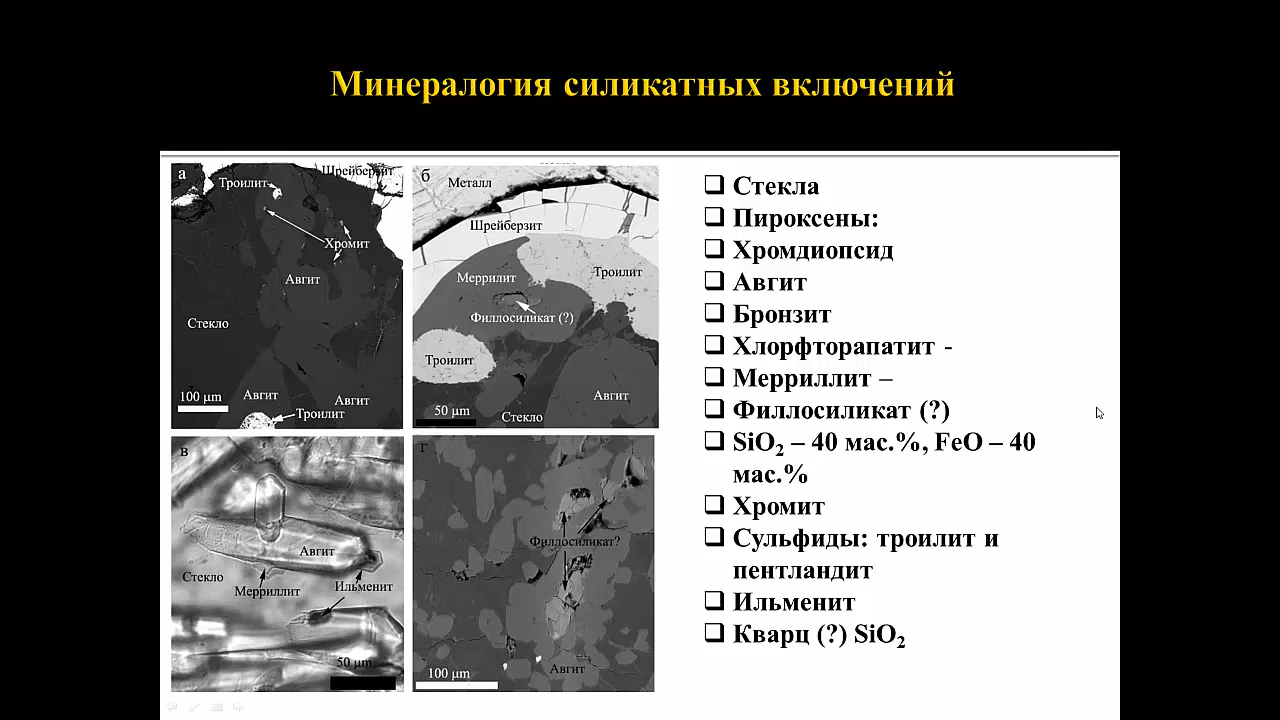 Минералогия силикатных включений
а
Шрейберзит
Троилит
Хромит
Авгит
Стекло
100 μm
Авгит
Авгит
Троилит
б
Металл
Шрейберзит
Меррилит
Троилит
Филлосиликат (?)
Троилит
Авгит
50 μm
Стекло
в
Авгит
Стекло
Мерриллит
Ильменит
50 μm
г
Филлосиликат?
Авгит
100 μm
❑ Стекла
❑ Пироксены:
❑ Хромдиопсид
❑ Авгит
❑ Бронзит
❑ Хлорфторапатит -
❑ Мерриллит –
❑ Филлосиликат (?)
❑ SiO₂ – 40 мас.%, FeO – 40
мас.%
❑ Хромит
❑ Сульфиды: троилит и
пентландит
❑ Ильменит
❑ Кварц (?) SiO₂